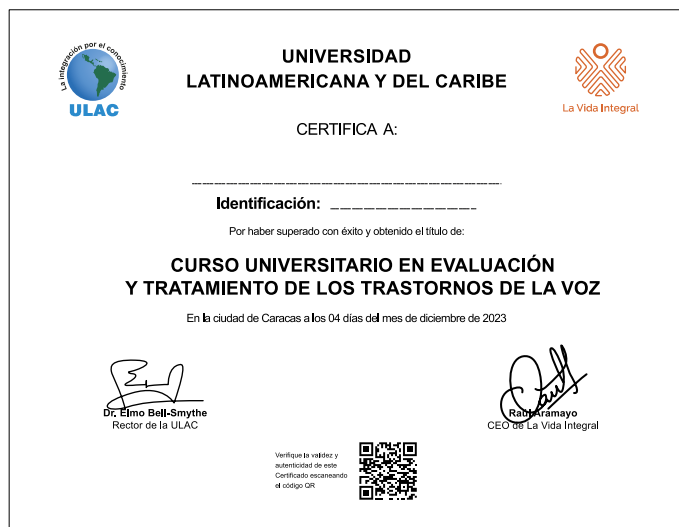 La integración por el conocimiento
ULAC
UNIVERSIDAD
LATINOAMERICANA Y DEL CARIBE
La Vida Integral
CERTIFICA A:
Identificación:
Por haber superado con éxito y obtenido el título de:
CURSO UNIVERSITARIO EN EVALUACIÓN
Y TRATAMIENTO DE LOS TRASTORNOS DE LA VOZ
En la ciudad de Caracas a los 04 días del mes de diciembre de 2023
Dr. Elmo Bell-Smythe
Rector de la ULAC
Raúl Aramayo
CEO de La Vida Integral
Verifique la validez y
autenticidad de este
Certificado escaneando
el código QR